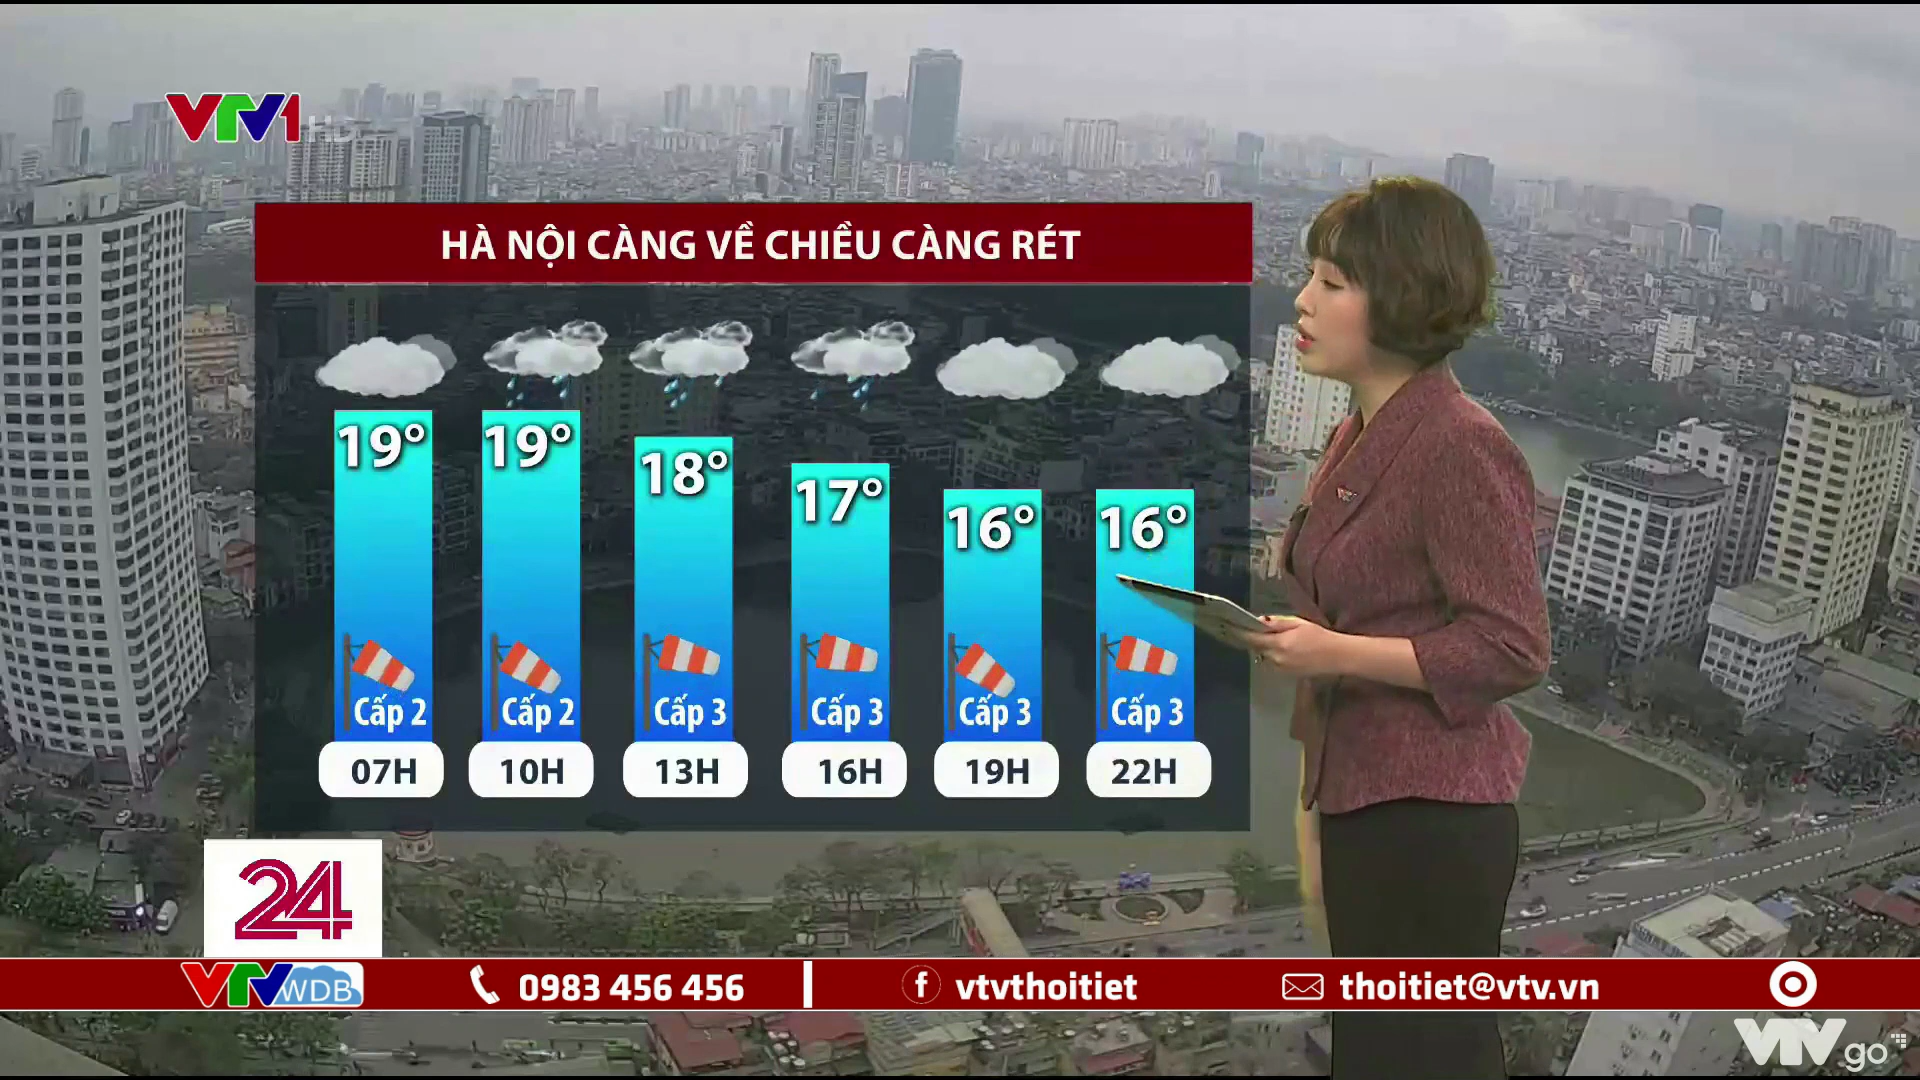 VTV1 HD
HÀ NỘI CÀNG VỀ CHIỀU CÀNG RÉT
19° 19° 18° 17° 16° 16°
Cấp 2 Cấp 2 Cấp 3 Cấp 3 Cấp 3 Cấp 3
07H 10H 13H 16H 19H 22H
24
VTV WDB 0983 456 456 vtvthoitiet thoitiet@vtv.vn
VTV go